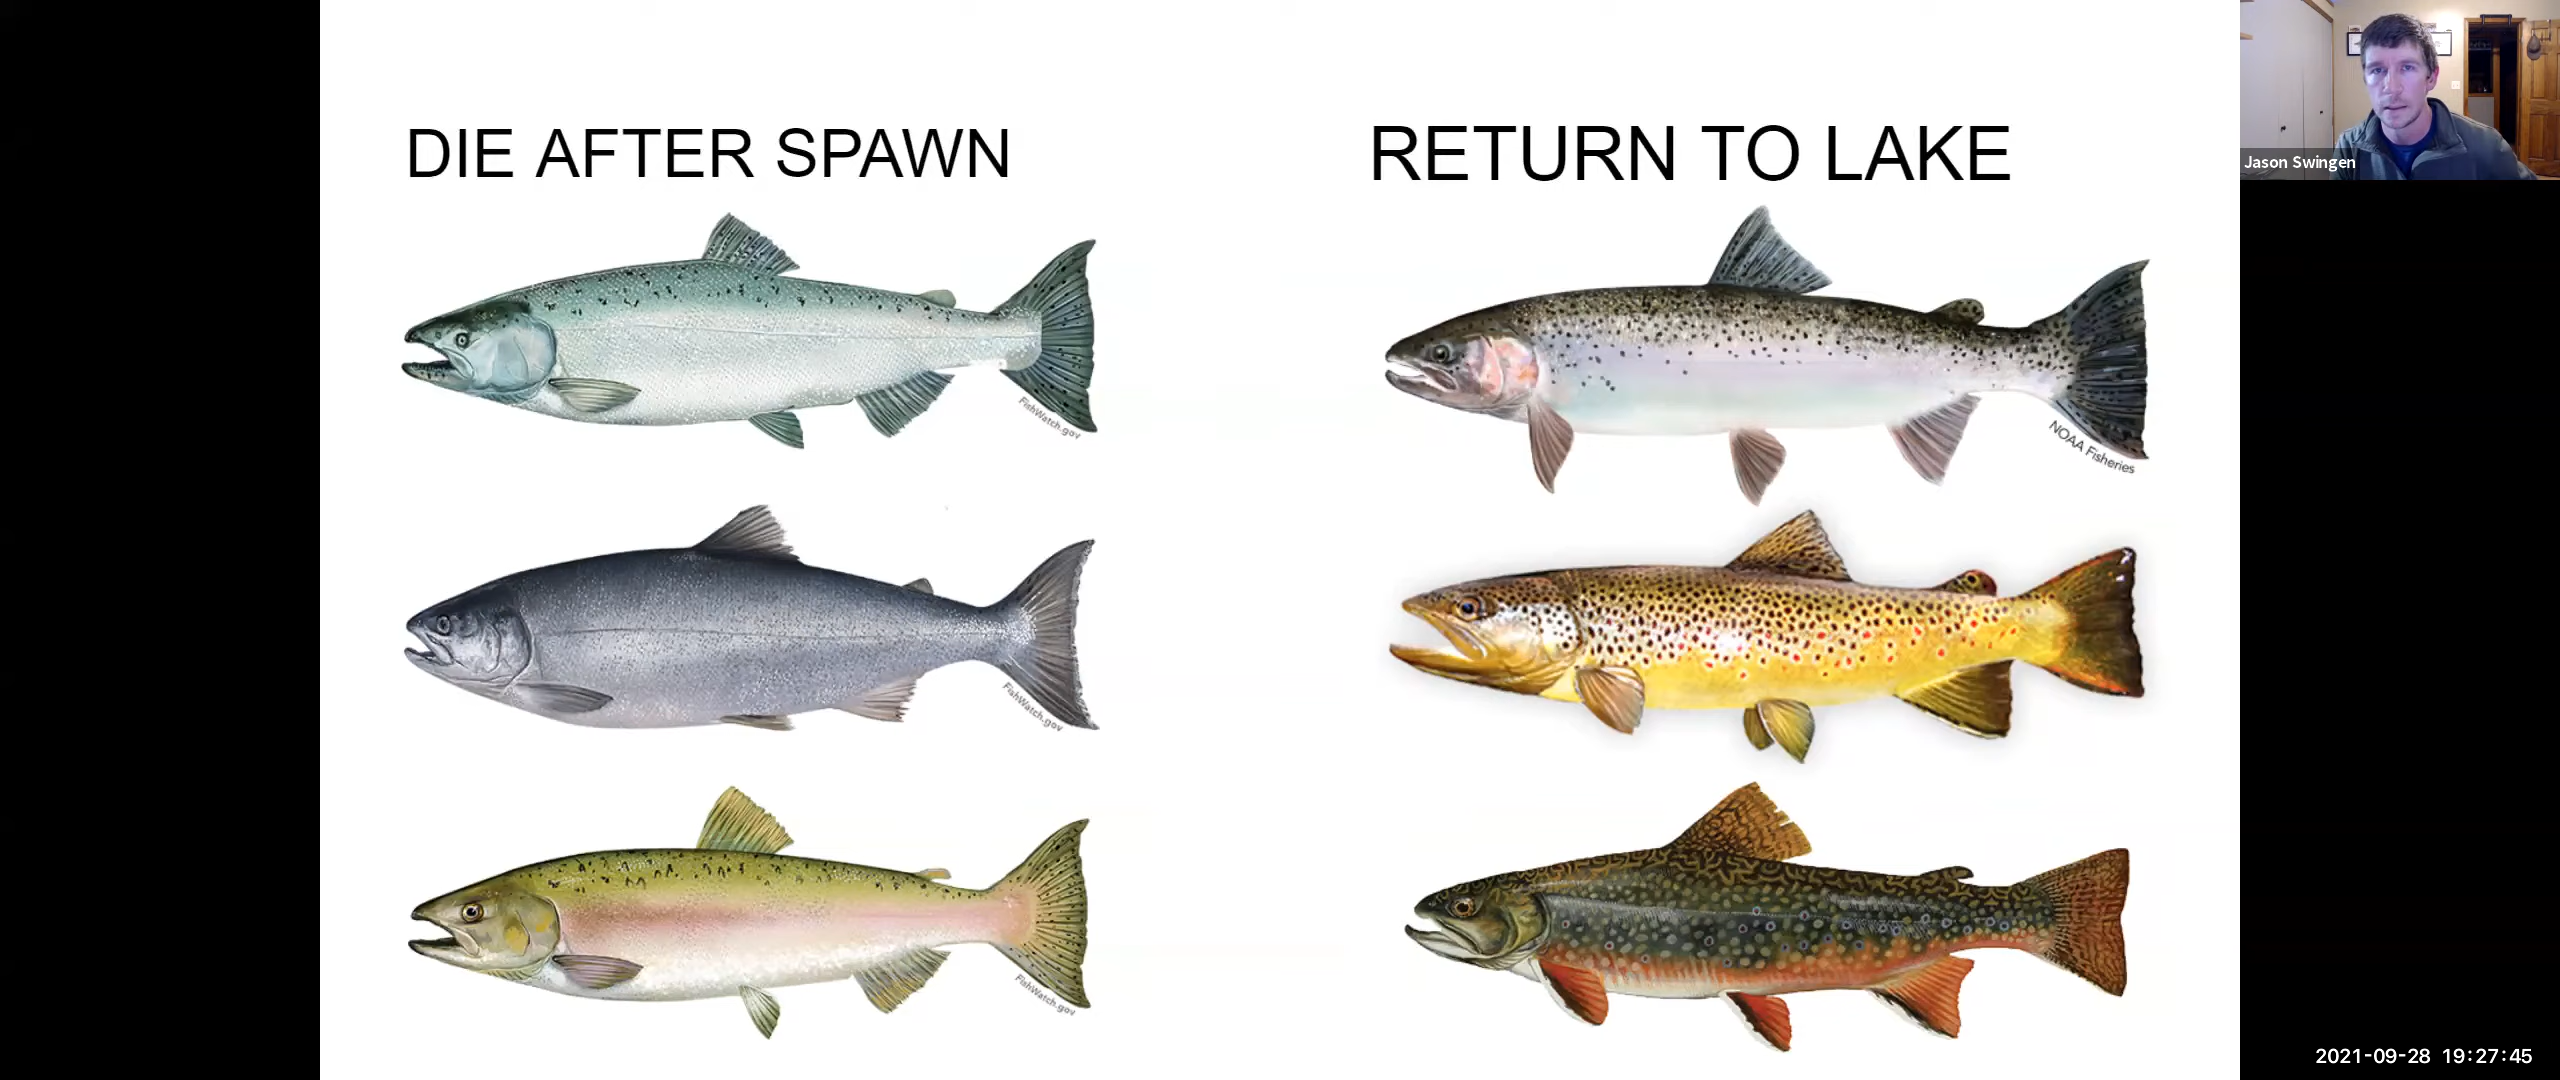 DIE AFTER SPAWN
RETURN TO LAKE
Jason Swingen
FishWatch.gov
NOAA Fisheries
FishWatch.gov
FishWatch.gov
2021-09-28 19:27:45